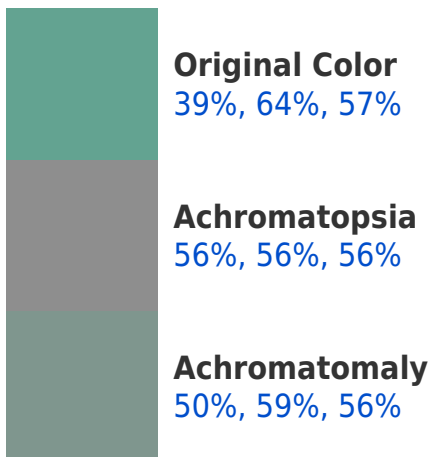 Original Color
39%, 64%, 57%
Achromatopsia
56%, 56%, 56%
Achromatomaly
50%, 59%, 56%